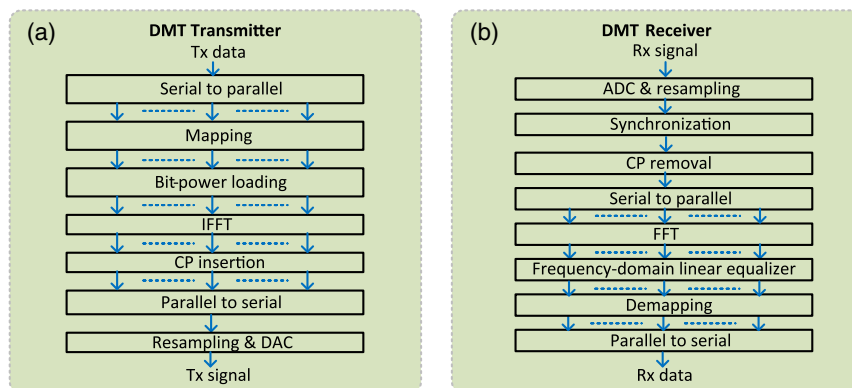 (a)
DMT Transmitter
Tx data
Serial to parallel
Mapping
Bit-power loading
IFFT
CP insertion
Parallel to serial
Resampling & DAC
Tx signal
(b)
DMT Receiver
Rx signal
ADC & resampling
Synchronization
CP removal
Serial to parallel
FFT
Frequency-domain linear equalizer
Demapping
Parallel to serial
Rx data